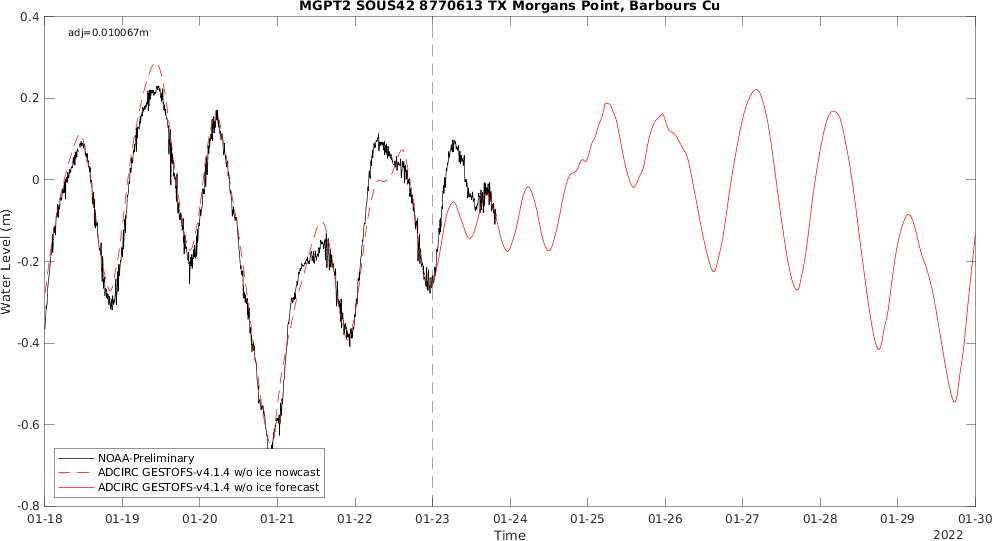 MGPT2 SOUS42 8770613 TX Morgans Point, Barbours Cu
adj=0.010067m
0.4
0.2
0
-0.2
-0.4
-0.6
-0.8
Water Level (m)
NOAA-Preliminary
ADCIRC GESTOFS-v4.1.4 w/o ice nowcast
ADCIRC GESTOFS-v4.1.4 w/o ice forecast
01-18 01-19 01-20 01-21 01-22 01-23 01-24 01-25 01-26 01-27 01-28 01-29 01-30
Time
2022